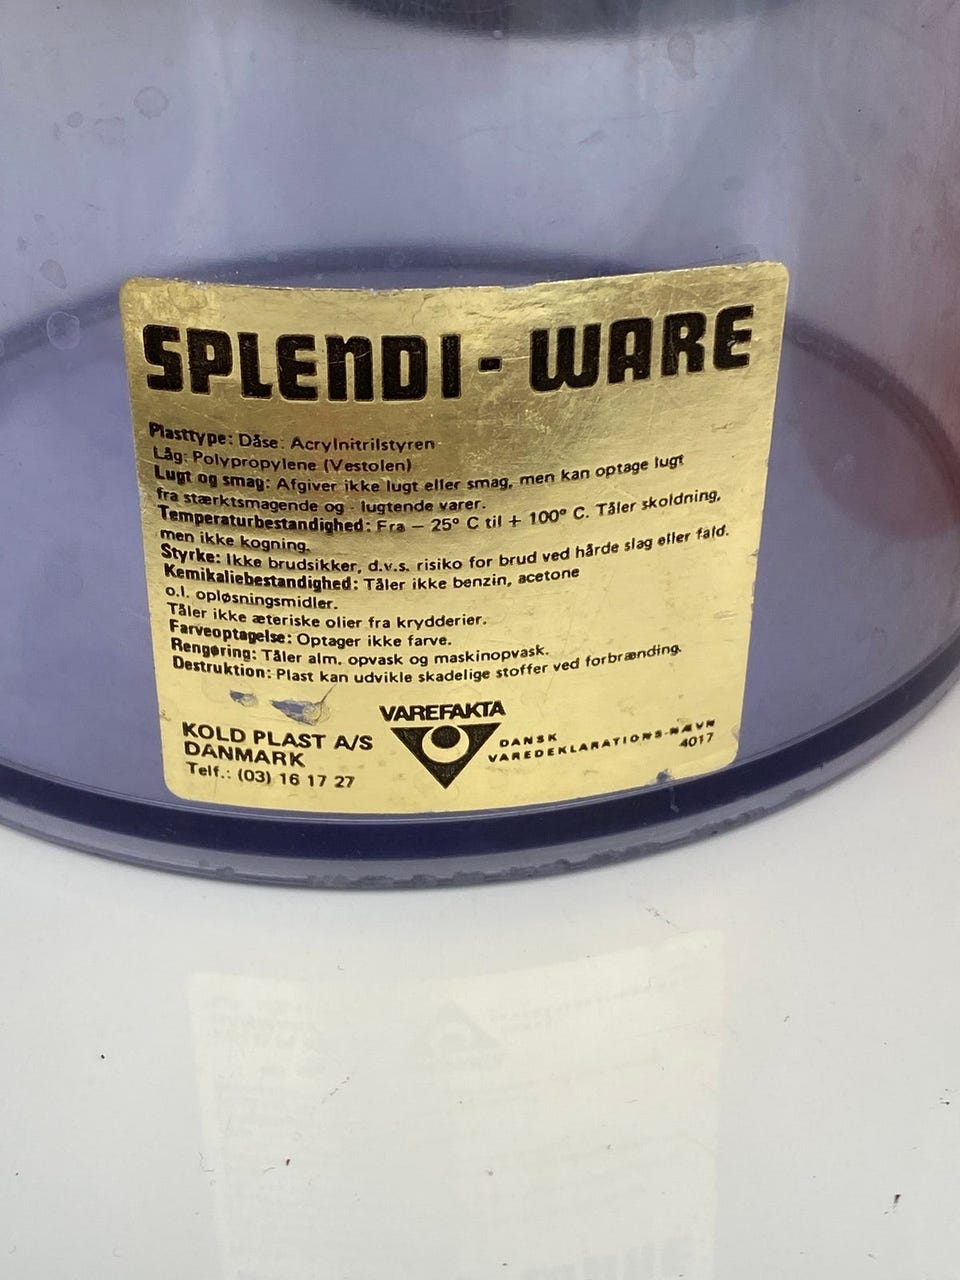 SPLENDI - WARE
Plasttype: Dåse: Acrylnitrilstyren
Låg: Polypropylene (Vestolen)
Lugt og smag: Afgiver ikke lugt eller smag, men kan optage lugt
fra stærktsmagende og - lugtende varer.
Temperaturbestandighed: Fra – 25° C til + 100° C. Tåler skoldning,
men ikke kogning.
Styrke: Ikke brudsikker, d.v.s. risiko for brud ved hårde slag eller fald.
Kemikaliebestandighed: Tåler ikke benzin, acetone
o.l. opløsningsmidler.
Tåler ikke æteriske olier fra krydderier.
Farveoptagelse: Optager ikke farve.
Rengøring: Tåler alm. opvask og maskinopvask.
Destruktion: Plast kan udvikle skadelige stoffer ved forbrænding.
KOLD PLAST A/S
DANMARK
Telf.: (03) 16 17 27
VAREFAKTA
DANSK
VAREDEKLARATIONS-NÆVN
4017